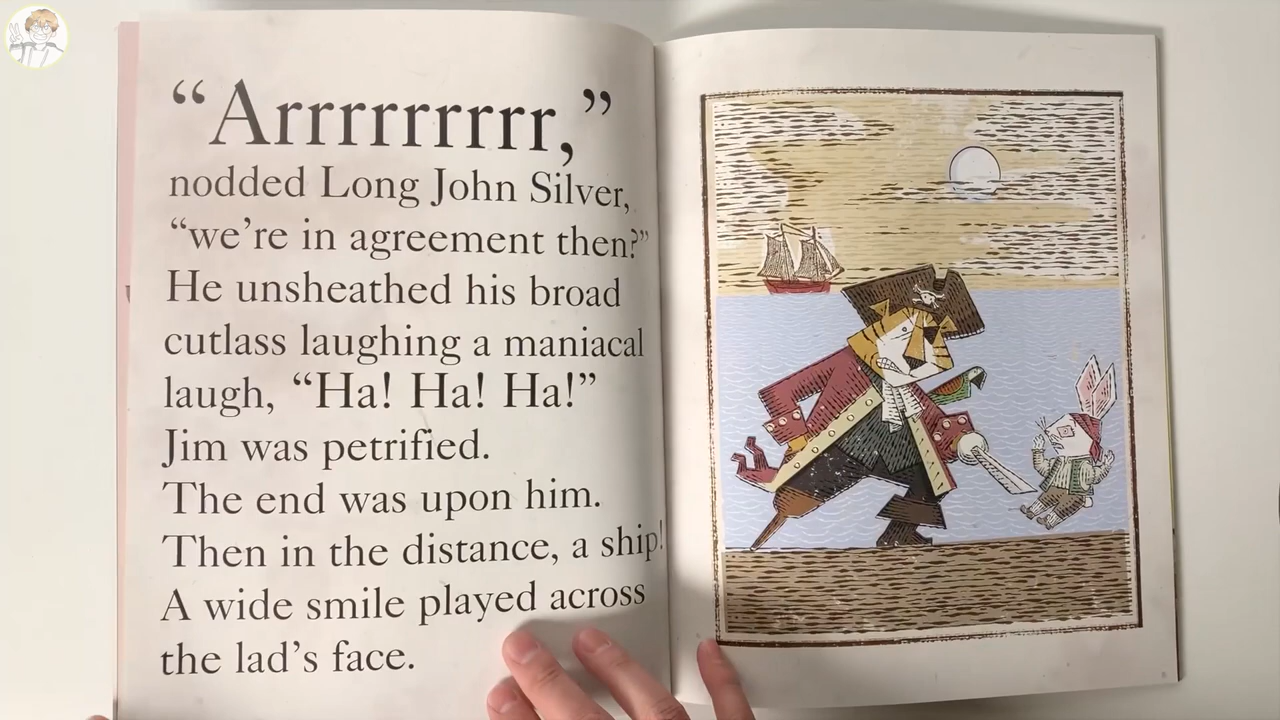 “Arrrrrrrrr,”
nodded Long John Silver,
“we’re in agreement then?”
He unsheathed his broad
cutlass laughing a maniacal
laugh, “Ha! Ha! Ha!”
Jim was petrified.
The end was upon him.
Then in the distance, a ship!
A wide smile played across
the lad’s face.